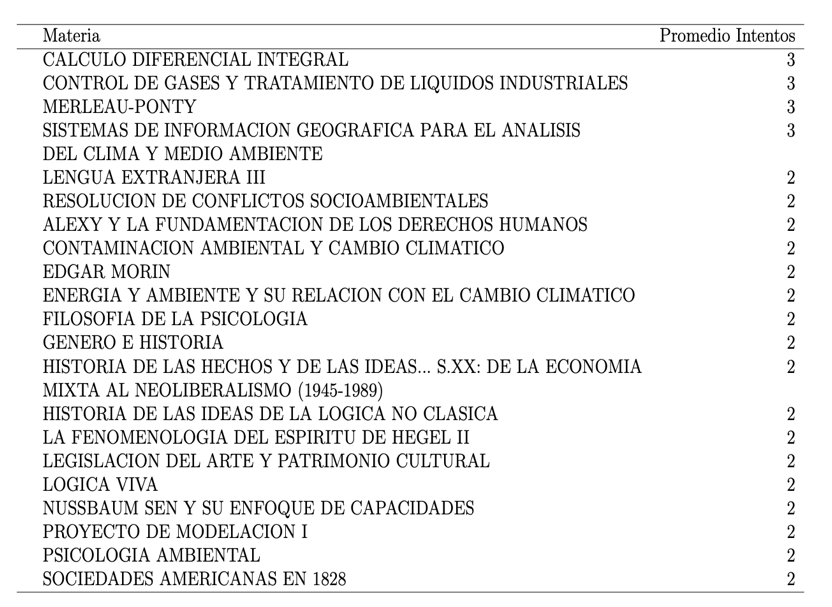 Materia Promedio Intentos
CALCULO DIFERENCIAL INTEGRAL 3
CONTROL DE GASES Y TRATAMIENTO DE LIQUIDOS INDUSTRIALES 3
MERLEAU-PONTY 3
SISTEMAS DE INFORMACION GEOGRAFICA PARA EL ANALISIS 3
DEL CLIMA Y MEDIO AMBIENTE
LENGUA EXTRANJERA III 2
RESOLUCION DE CONFLICTOS SOCIOAMBIENTALES 2
ALEXY Y LA FUNDAMENTACION DE LOS DERECHOS HUMANOS 2
CONTAMINACION AMBIENTAL Y CAMBIO CLIMATICO 2
EDGAR MORIN 2
ENERGIA Y AMBIENTE Y SU RELACION CON EL CAMBIO CLIMATICO 2
FILOSOFIA DE LA PSICOLOGIA 2
GENERO E HISTORIA 2
HISTORIA DE LAS HECHOS Y DE LAS IDEAS... S.XX: DE LA ECONOMIA 2
MIXTA AL NEOLIBERALISMO (1945-1989)
HISTORIA DE LAS IDEAS DE LA LOGICA NO CLASICA 2
LA FENOMENOLOGIA DEL ESPIRITU DE HEGEL II 2
LEGISLACION DEL ARTE Y PATRIMONIO CULTURAL 2
LOGICA VIVA 2
NUSSBAUM SEN Y SU ENFOQUE DE CAPACIDADES 2
PROYECTO DE MODELACION I 2
PSICOLOGIA AMBIENTAL 2
SOCIEDADES AMERICANAS EN 1828 2